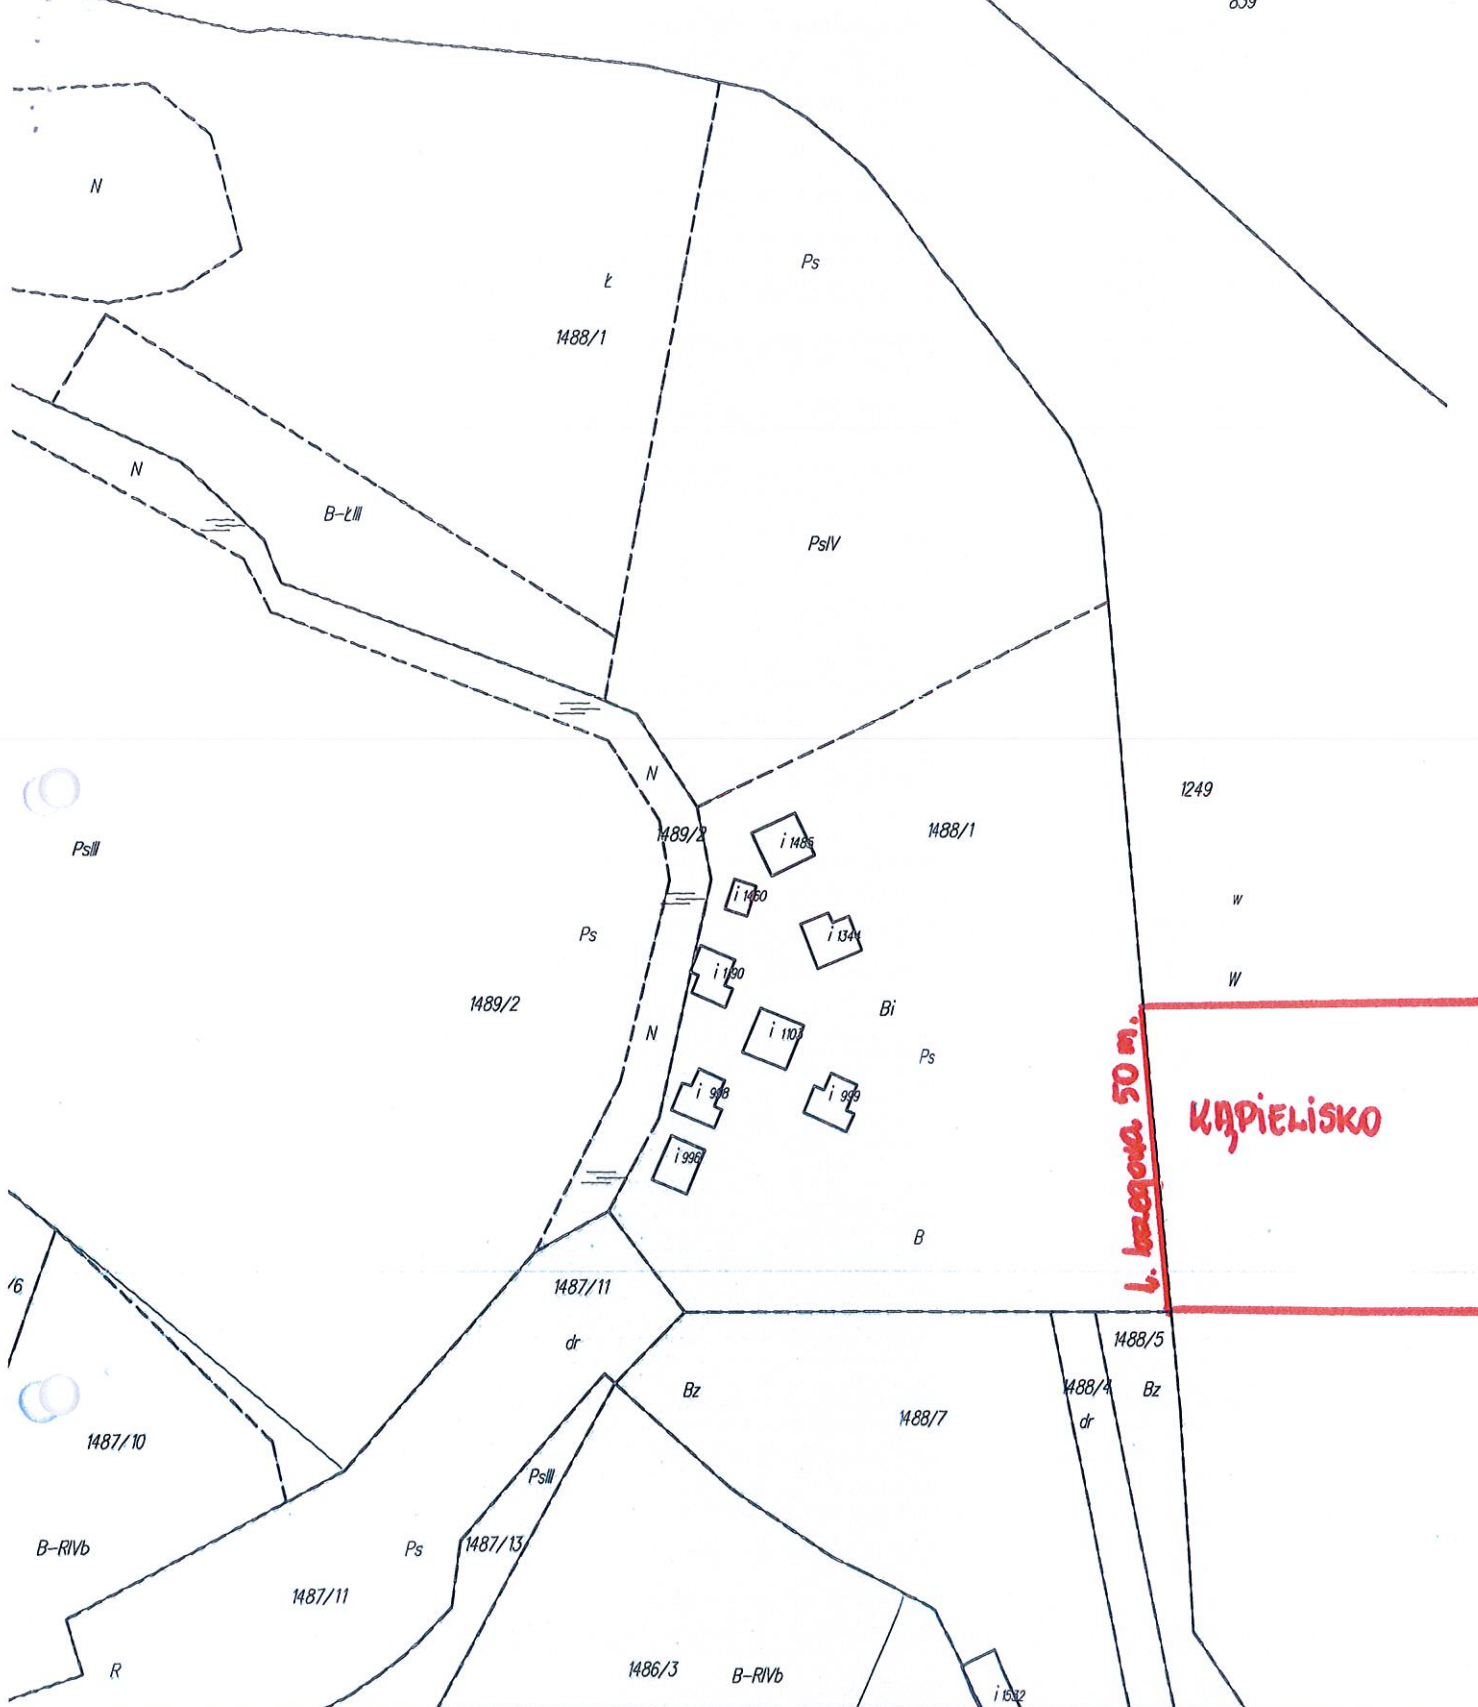 859
N
Ps
Ł
1488/1
N
B-ŁIII
PsIV
N
1249
1489/2
1488/1
i 1485
PsIII
i 1460
w
Ps
i 1344
i 1190
W
1489/2
Bi
N
i 1103
Ps
i 998
i 999
KĄPIELISKO
L. brzegowa 50 m.
i 996
B
/6
1487/11
dr
1488/5
Bz
1488/4
Bz
1488/7
dr
1487/10
PsIII
1487/13
B-RIVb
Ps
1487/11
R
1486/3
B-RIVb
i 1532